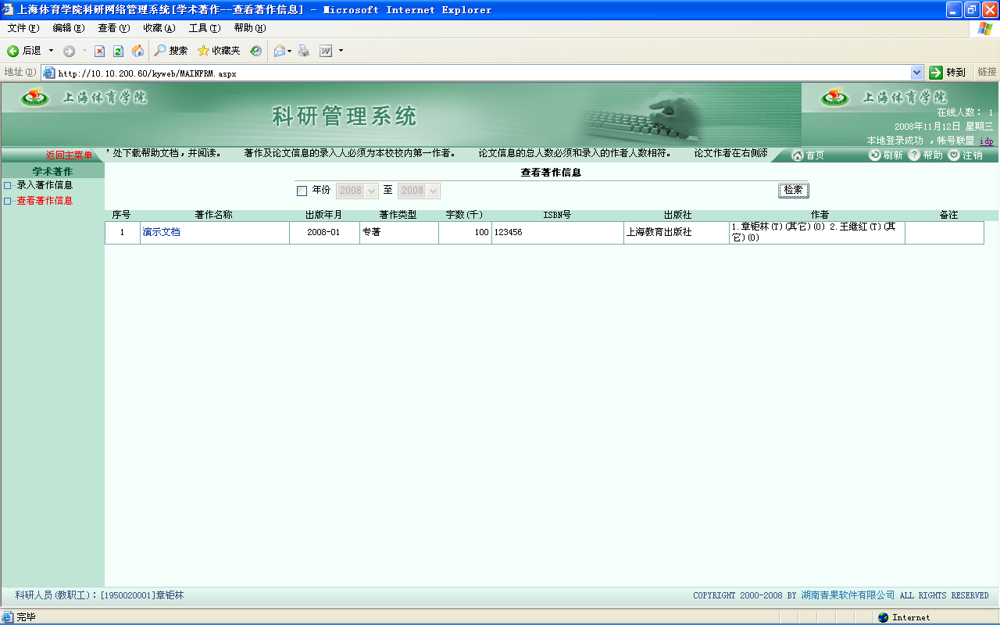 上海体育学院科研网络管理系统[学术著作--查看著作信息] - Microsoft Internet Explorer
文件(F) 编辑(E) 查看(V) 收藏(A) 工具(T) 帮助(H)
后退 搜索 收藏夹
地址(D) http://10.10.200.60/kyweb/MAINFRM.aspx 转到 链接
上海体育学院 科研管理系统 上海体育学院
在线人数： 1
2008年11月12日 星期三
本地登录成功 ，帐号联盟 idp
返回主菜单 ’处下载帮助文档，并阅读。 著作及论文信息的录入人必须为本校校内第一作者。 论文信息的总人数必须和录入的作者人数相符。 论文作者在右侧添 首页 刷新 帮助 注销
学术著作
录入著作信息
查看著作信息
查看著作信息
年份 2008 至 2008 检索
序号 著作名称 出版年月 著作类型 字数(千) ISBN号 出版社 作者 备注
1 演示文档 2008-01 专著 100 123456 上海教育出版社 1.章钜林(T)(其它)(0) 2.王继红(T)(其
它)(0)
科研人员(教职工)：[1950020001]章钜林 COPYRIGHT 2000-2008 BY 湖南青果软件有限公司 ALL RIGHTS RESERVED
完毕 Internet